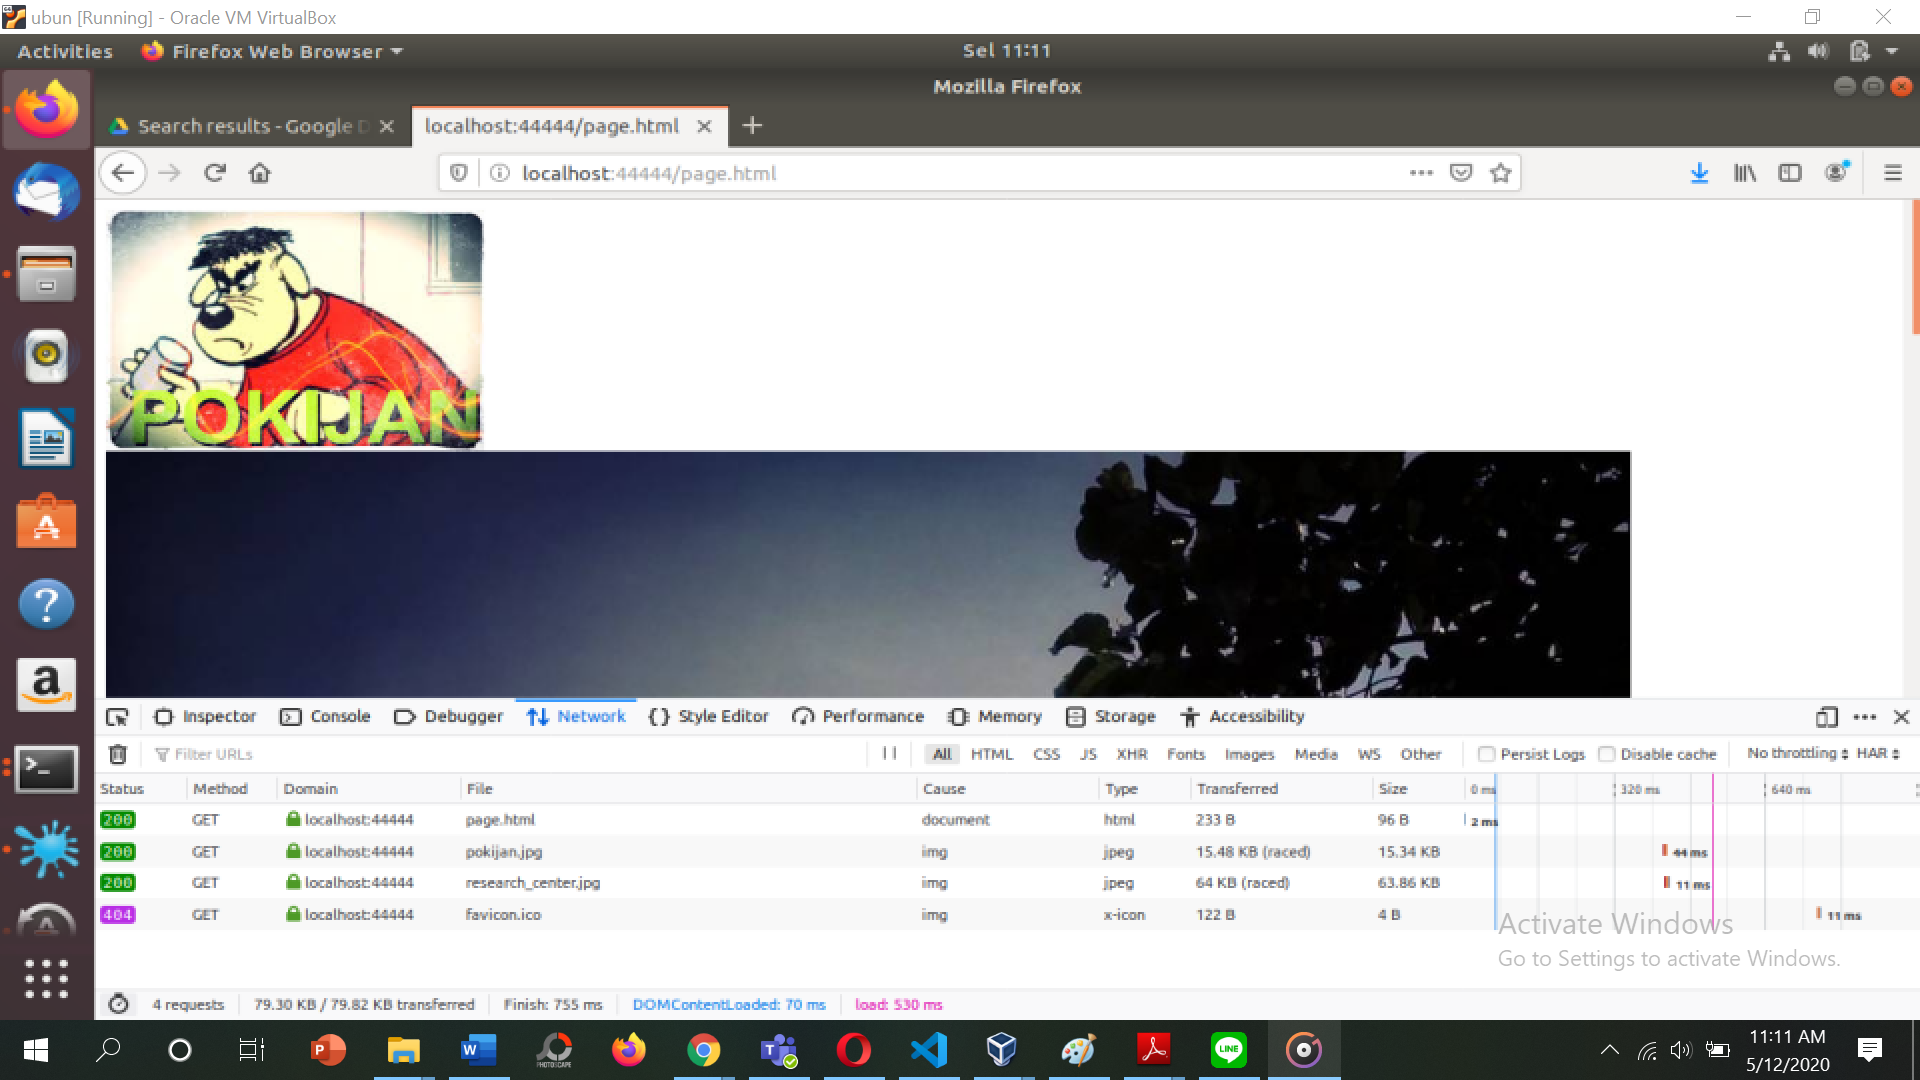 ubun [Running] - Oracle VM VirtualBox
Activities Firefox Web Browser Sel 11:11
Mozilla Firefox
Search results - Google D localhost:44444/page.html
localhost:44444/page.html
POKIJAN
Inspector Console Debugger Network Style Editor Performance Memory Storage Accessibility
Filter URLs All HTML CSS JS XHR Fonts Images Media WS Other Persist Logs Disable cache No throttling HAR
Status Method Domain File Cause Type Transferred Size 0 ms 320 ms 640 ms
200 GET localhost:44444 page.html document html 233 B 96 B 2 ms
200 GET localhost:44444 pokijan.jpg img jpeg 15.48 KB (raced) 15.34 KB 44 ms
200 GET localhost:44444 research_center.jpg img jpeg 64 KB (raced) 63.86 KB 11 ms
404 GET localhost:44444 favicon.ico img x-icon 122 B 4 B 11 ms
Activate Windows
Go to Settings to activate Windows.
4 requests 79.30 KB / 79.82 KB transferred Finish: 755 ms DOMContentLoaded: 70 ms load: 530 ms
11:11 AM
5/12/2020